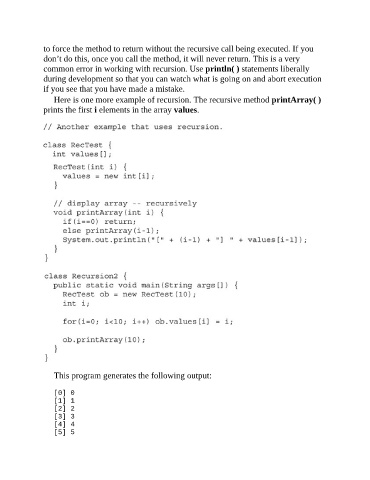 to force the method to return without the recursive call being executed. If you
don’t do this, once you call the method, it will never return. This is a very
common error in working with recursion. Use println( ) statements liberally
during development so that you can watch what is going on and abort execution
if you see that you have made a mistake.
Here is one more example of recursion. The recursive method printArray( )
prints the first i elements in the array values.
// Another example that uses recursion.
class RecTest {
int values[];
RecTest(int i) {
values = new int[i];
}
// display array -- recursively
void printArray(int i) {
if(i==0) return;
else printArray(i-1);
System.out.println("[" + (i-1) + "] " + values[i-1]);
}
}
class Recursion2 {
public static void main(String args[]) {
RecTest ob = new RecTest(10);
int i;
for(i=0; i<10; i++) ob.values[i] = i;
ob.printArray(10);
}
}
This program generates the following output:
[0] 0
[1] 1
[2] 2
[3] 3
[4] 4
[5] 5